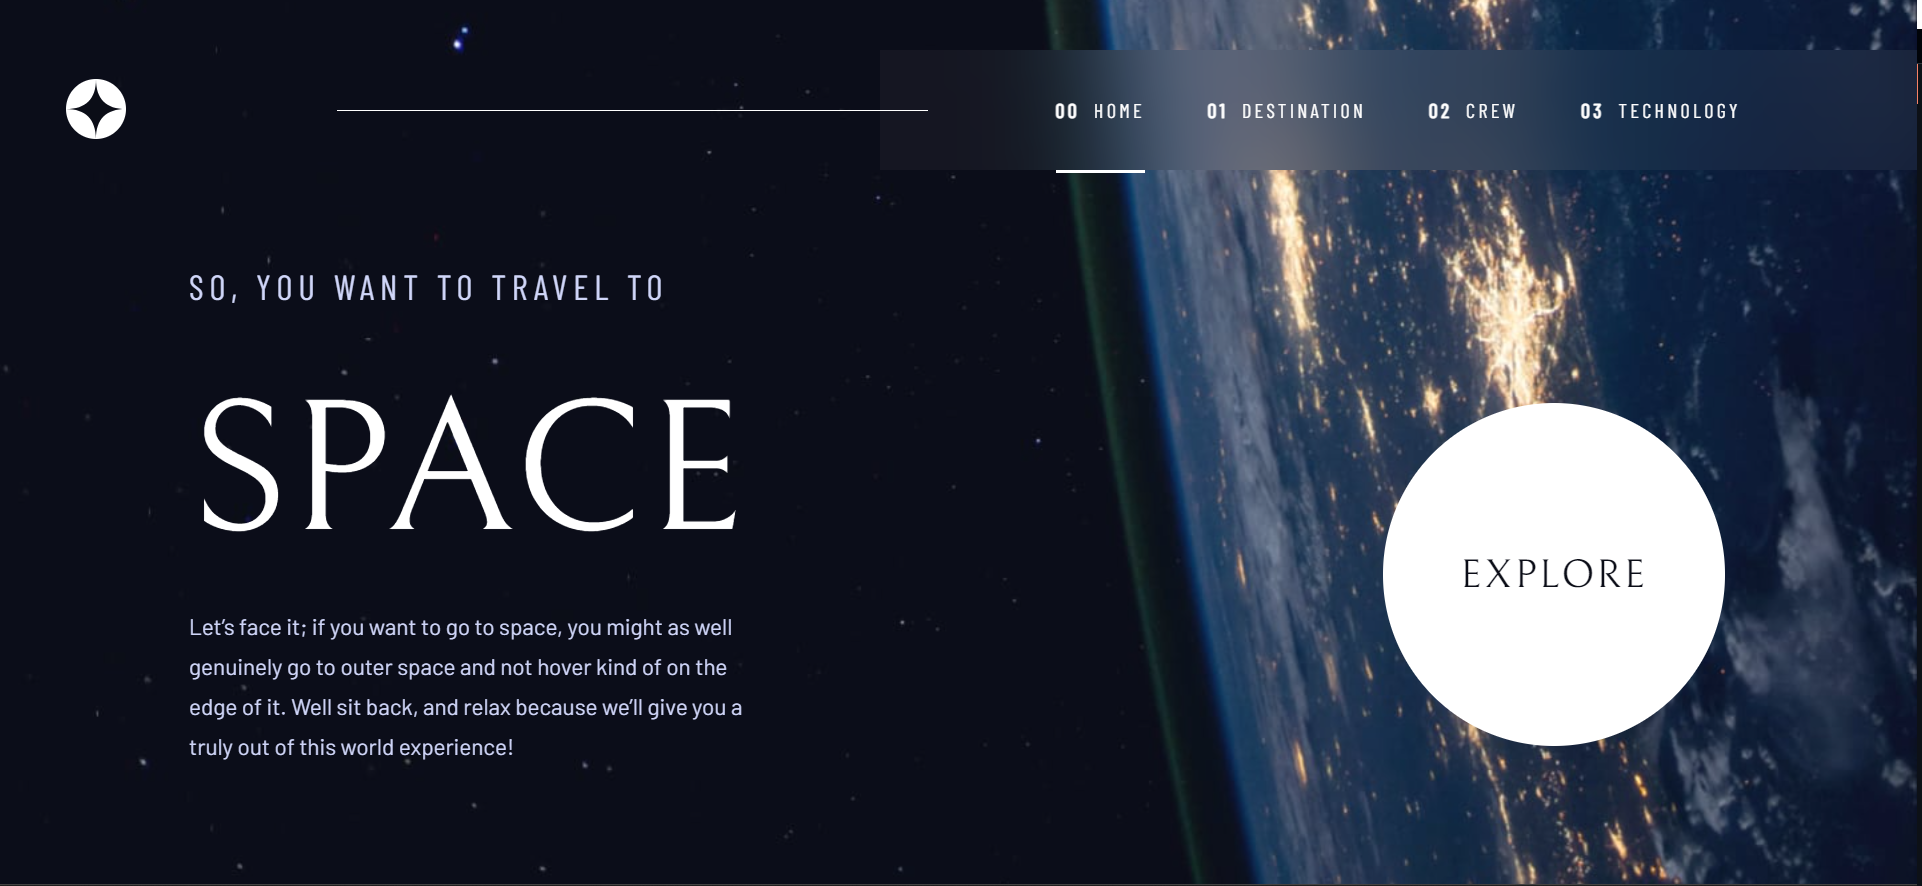 00 HOME 01 DESTINATION 02 CREW 03 TECHNOLOGY
SO, YOU WANT TO TRAVEL TO
SPACE
Let’s face it; if you want to go to space, you might as well
genuinely go to outer space and not hover kind of on the
edge of it. Well sit back, and relax because we’ll give you a
truly out of this world experience!
EXPLORE